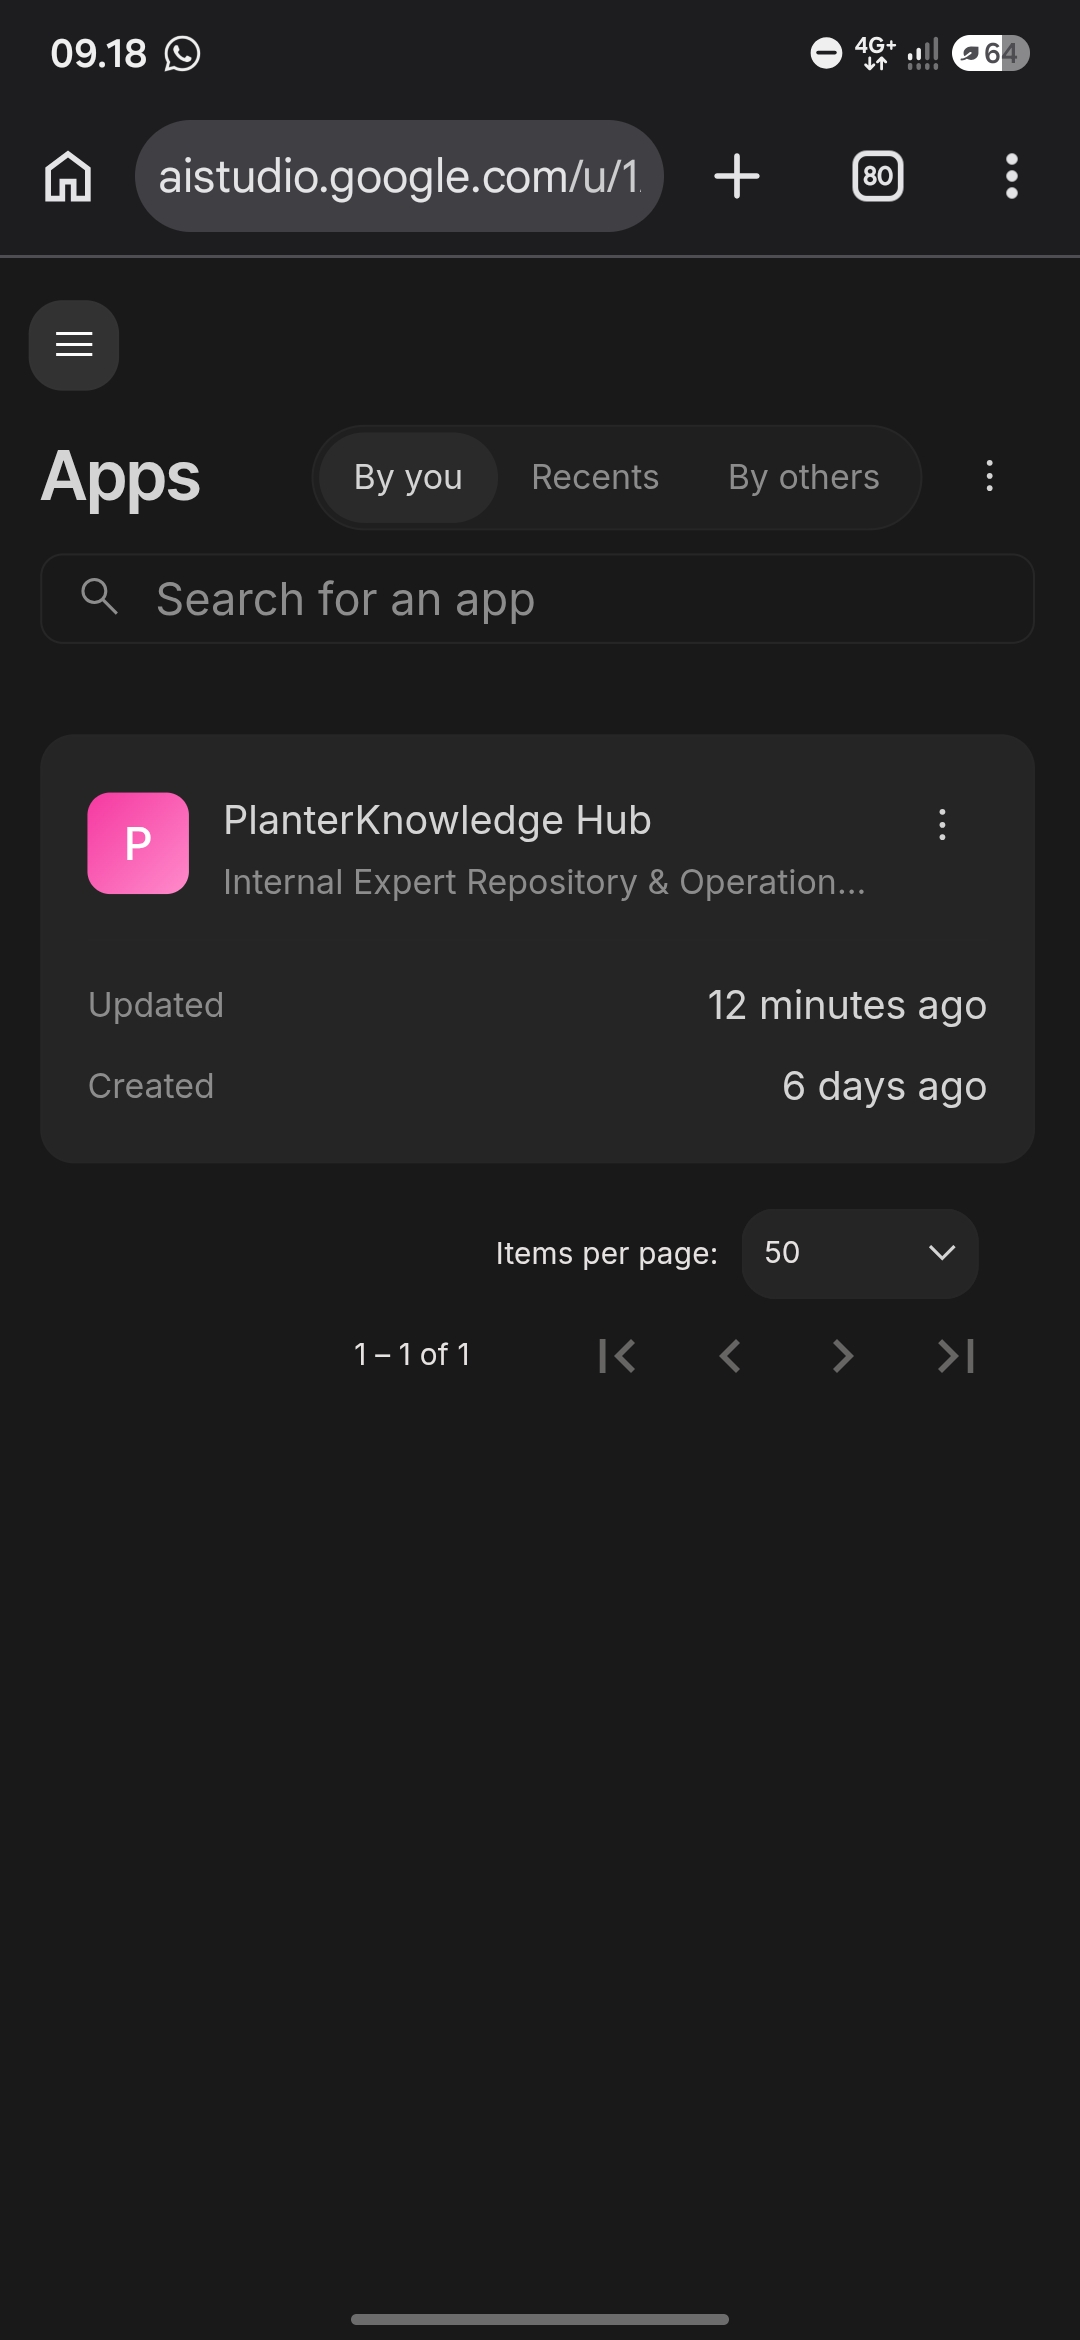 09.18
4G+
64
aistudio.google.com/u/1
80
Apps
By you
Recents
By others
Search for an app
P
PlanterKnowledge Hub
Internal Expert Repository & Operation...
Updated
12 minutes ago
Created
6 days ago
Items per page:
50
1 – 1 of 1